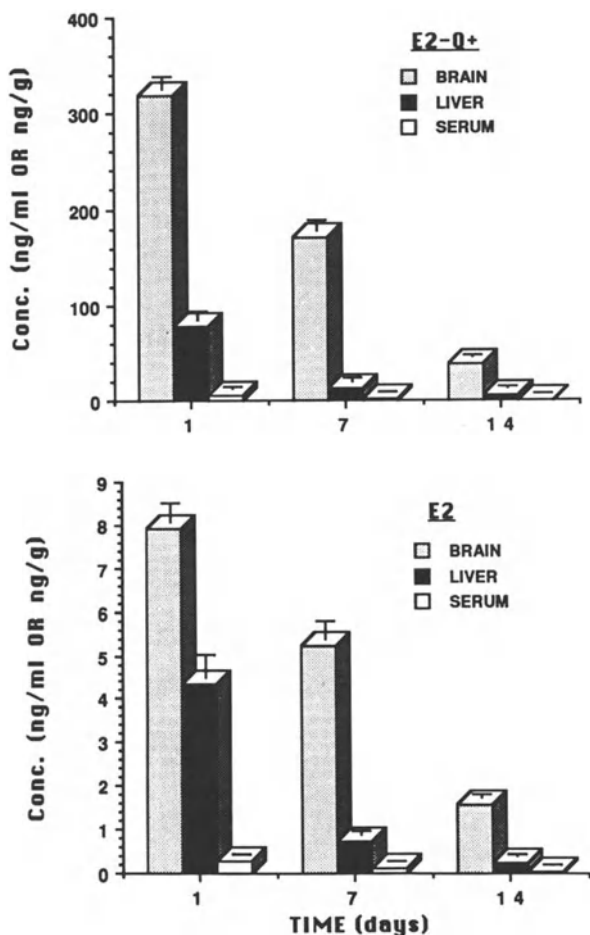 E2-Q+
BRAIN
LIVER
SERUM
Conc. (ng/ml OR ng/g)
400
300
200
100
0
1
7
14
E2
BRAIN
LIVER
SERUM
Conc. (ng/ml OR ng/g)
9
8
7
6
5
4
3
2
1
0
1
7
14
TIME (days)